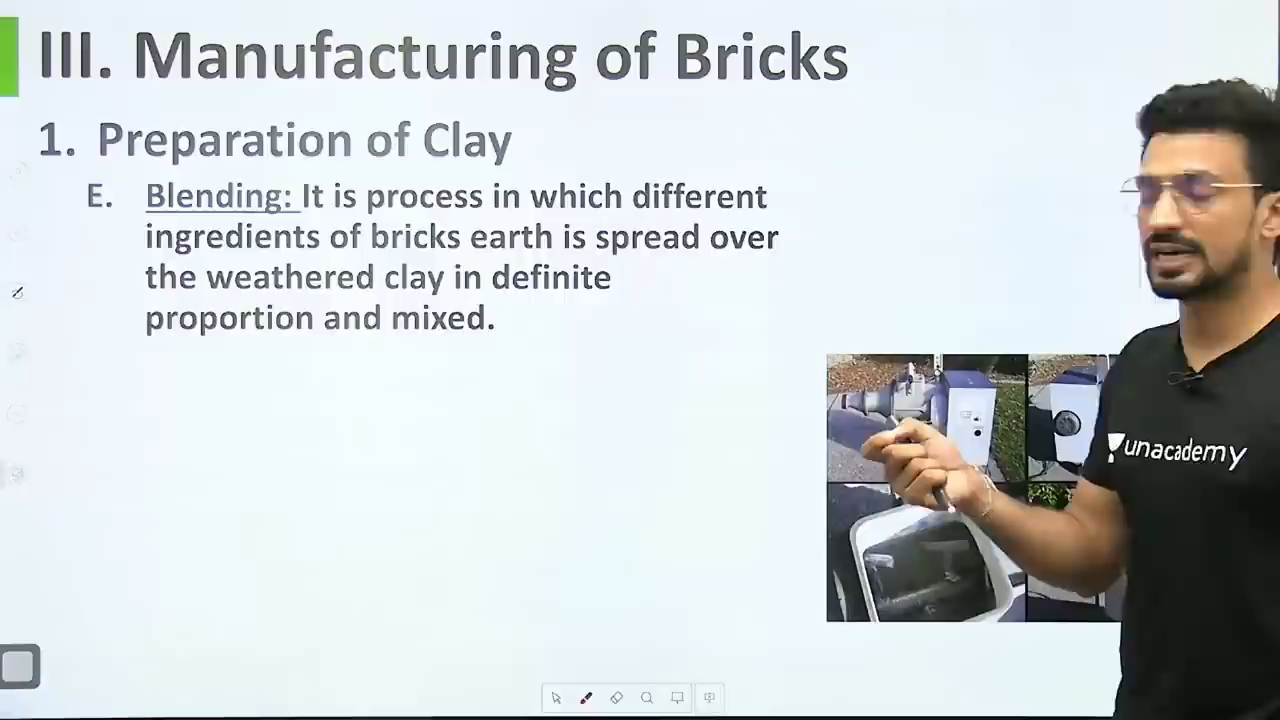 III. Manufacturing of Bricks
1. Preparation of Clay
E. Blending: It is process in which different
ingredients of bricks earth is spread over
the weathered clay in definite
proportion and mixed.
unacademy